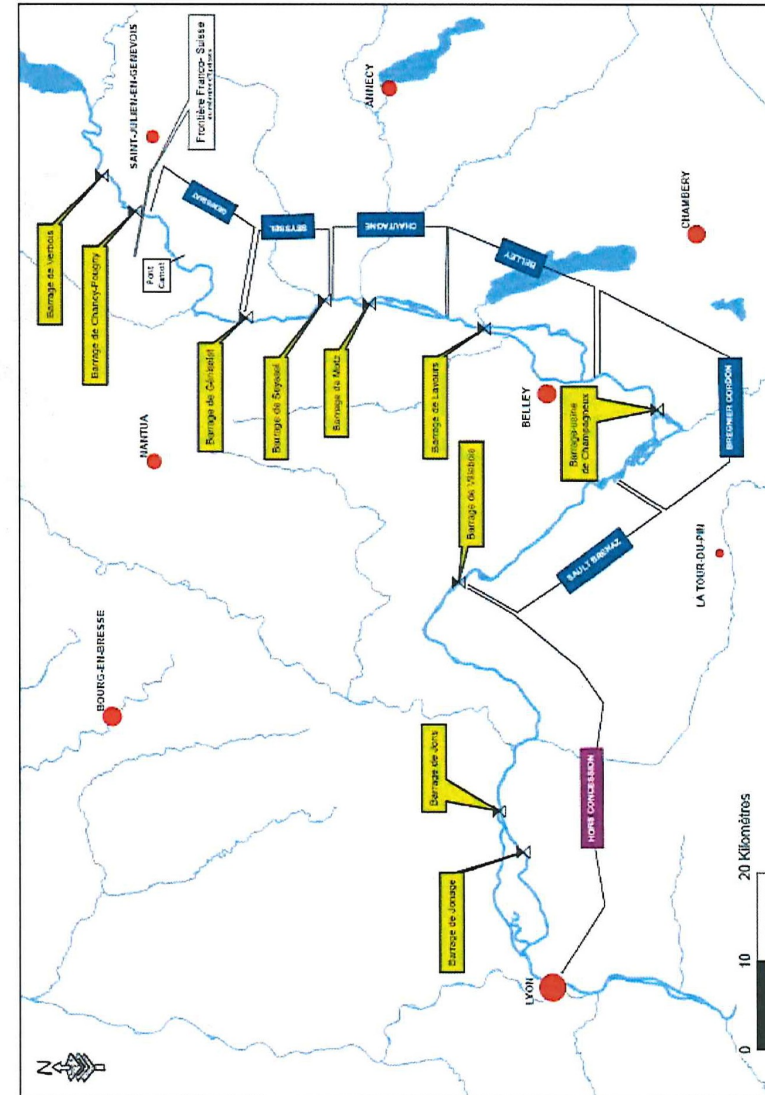 Barrage de Verbois
Barrage de Chancy-Pougny
SAINT-JULIEN-EN-GENEVOIS
Frontière Franco- Suisse
Pont
Carnot
ANNECY
GENISSIAT
SEYSSEL
CHAUTAGNE
BELLEY
CHAMBERY
NANTUA
Barrage de Génissiat
Barrage de Seyssel
Barrage de Motz
Barrage de Lavours
BELLEY
Barrage-usine
de Champagneux
BREGNIER CORDON
Barrage de Villebois
SAULT BRENAZ
LA TOUR-DU-PIN
BOURG-EN-BRESSE
Barrage de Jons
Barrage de Jonage
HORS CONCESSION
LYON
N
0 10 20 Kilomètres